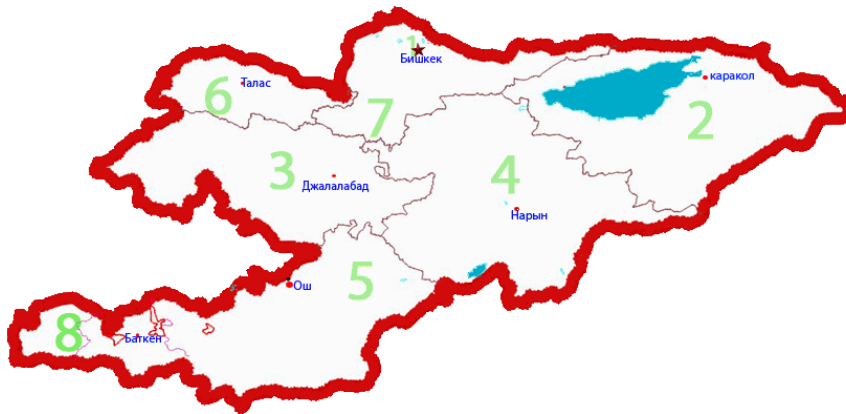 1
Бишкек
каракол
6
Талас
7
2
3
Джалалабад
4
Нарын
5
Ош
8
Баткен